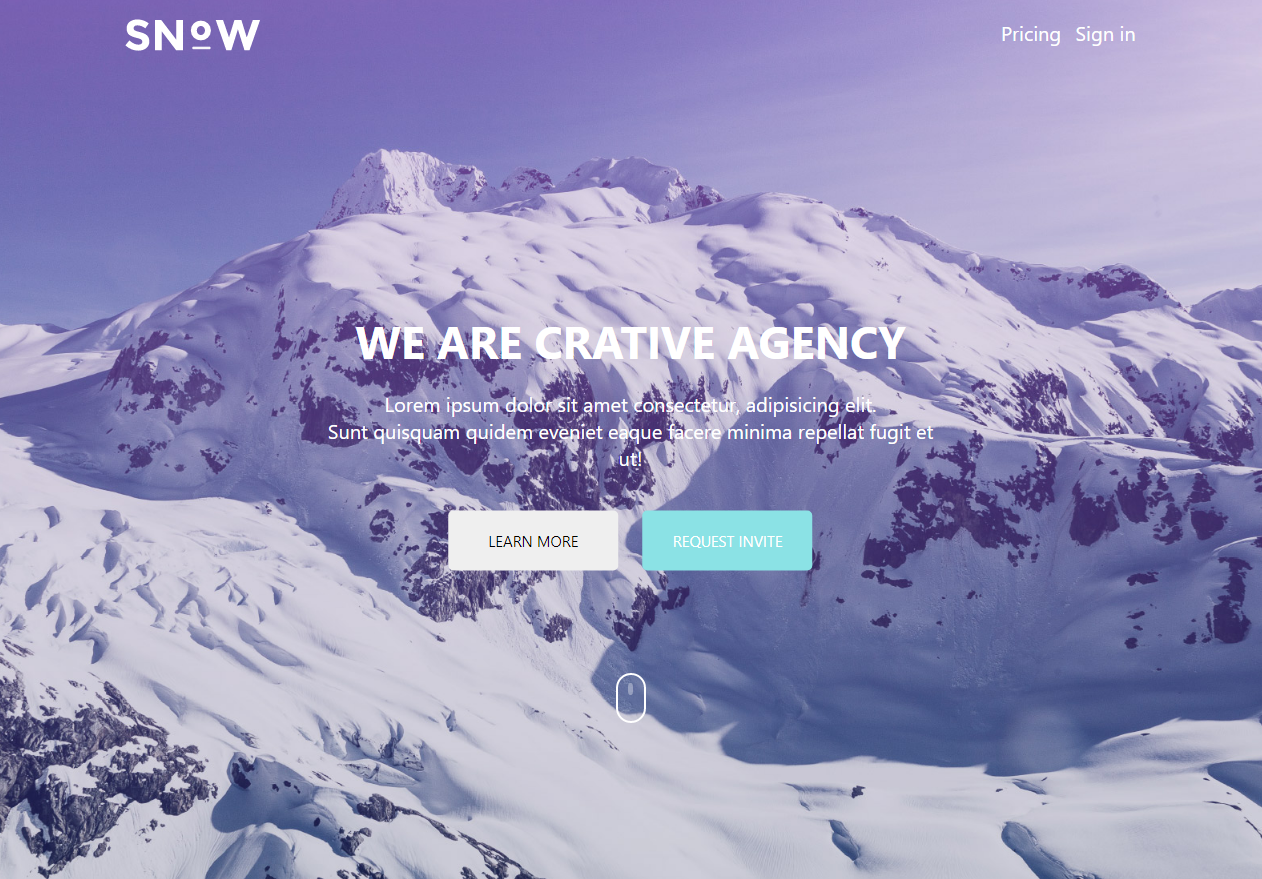 SNOW
Pricing Sign in
WE ARE CRATIVE AGENCY
Lorem ipsum dolor sit amet consectetur, adipisicing elit.
Sunt quisquam quidem eveniet eaque facere minima repellat fugit et
ut!
LEARN MORE REQUEST INVITE